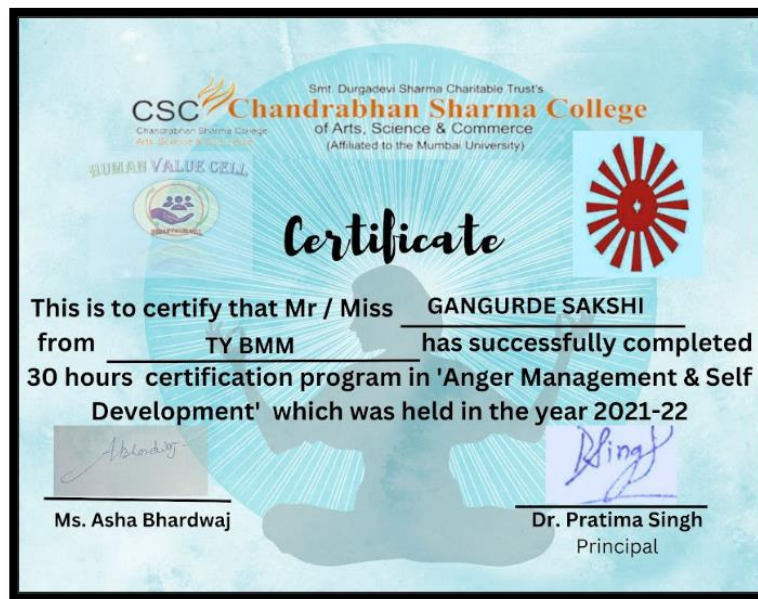 Smt. Durgadevi Sharma Charitable Trust's
CSC Chandrabhan Sharma College
Chandrabhan Sharma College
of Arts, Science & Commerce
(Affiliated to the Mumbai University)
HUMAN VALUE CELL
Certificate
This is to certify that Mr / Miss GANGURDE SAKSHI
from TY BMM has successfully completed
30 hours certification program in 'Anger Management & Self
Development' which was held in the year 2021-22
ABhardwaj
PSingh
Ms. Asha Bhardwaj
Dr. Pratima Singh
Principal